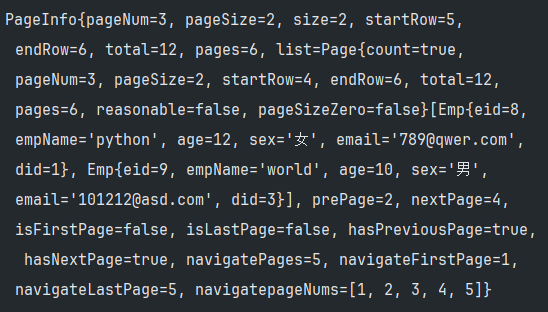 PageInfo{pageNum=3, pageSize=2, size=2, startRow=5,
endRow=6, total=12, pages=6, list=Page{count=true,
pageNum=3, pageSize=2, startRow=4, endRow=6, total=12,
pages=6, reasonable=false, pageSizeZero=false}[Emp{eid=8,
empName='python', age=12, sex='女', email='789@qwer.com',
did=1}, Emp{eid=9, empName='world', age=10, sex='男',
email='101212@asd.com', did=3}], prePage=2, nextPage=4,
isFirstPage=false, isLastPage=false, hasPreviousPage=true,
hasNextPage=true, navigatePages=5, navigateFirstPage=1,
navigateLastPage=5, navigatepageNums=[1, 2, 3, 4, 5]}